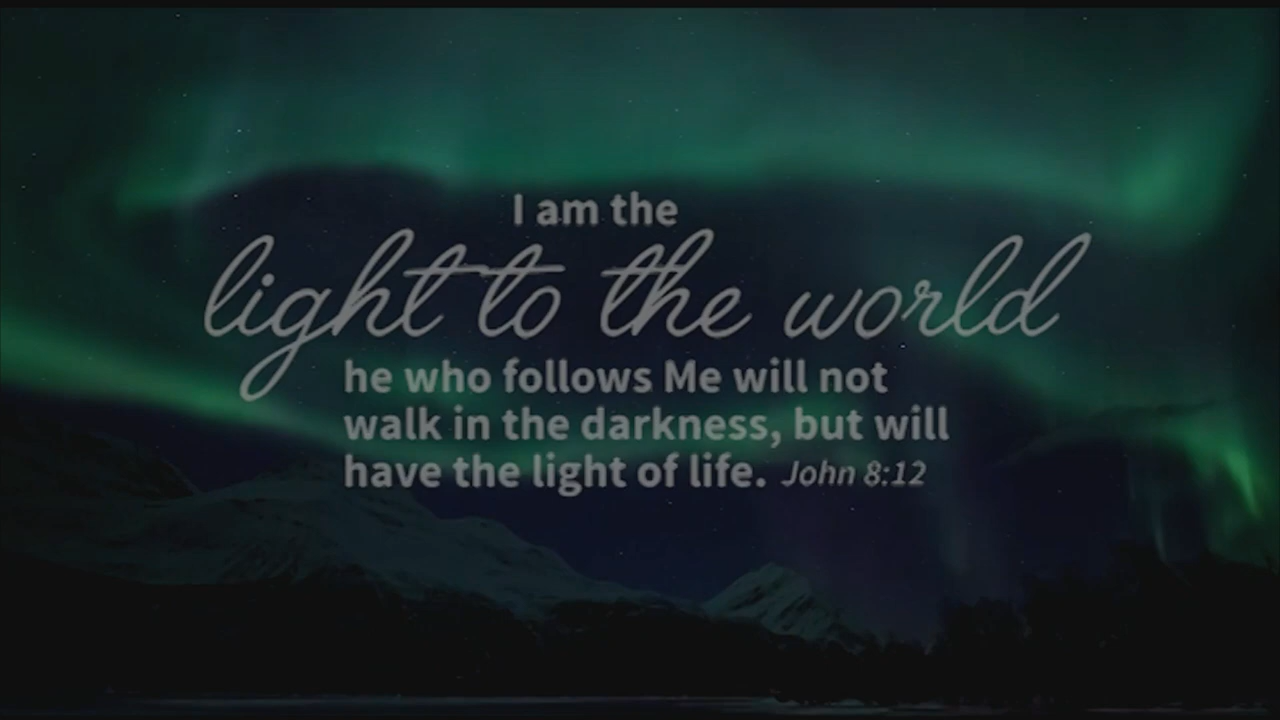 I am the
light to the world
he who follows Me will not
walk in the darkness, but will
have the light of life. John 8:12